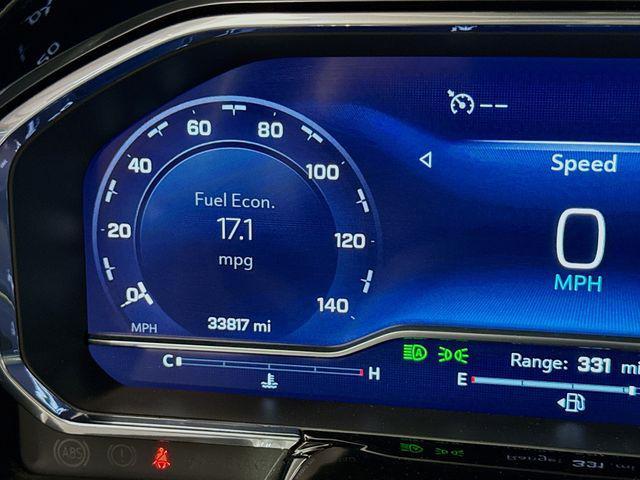 60 80
40 100
20 120
0 140
Fuel Econ.
17.1
mpg
MPH
33817 mi
--
Speed
0
MPH
A
C H
Range: 331 mi
E
ABS